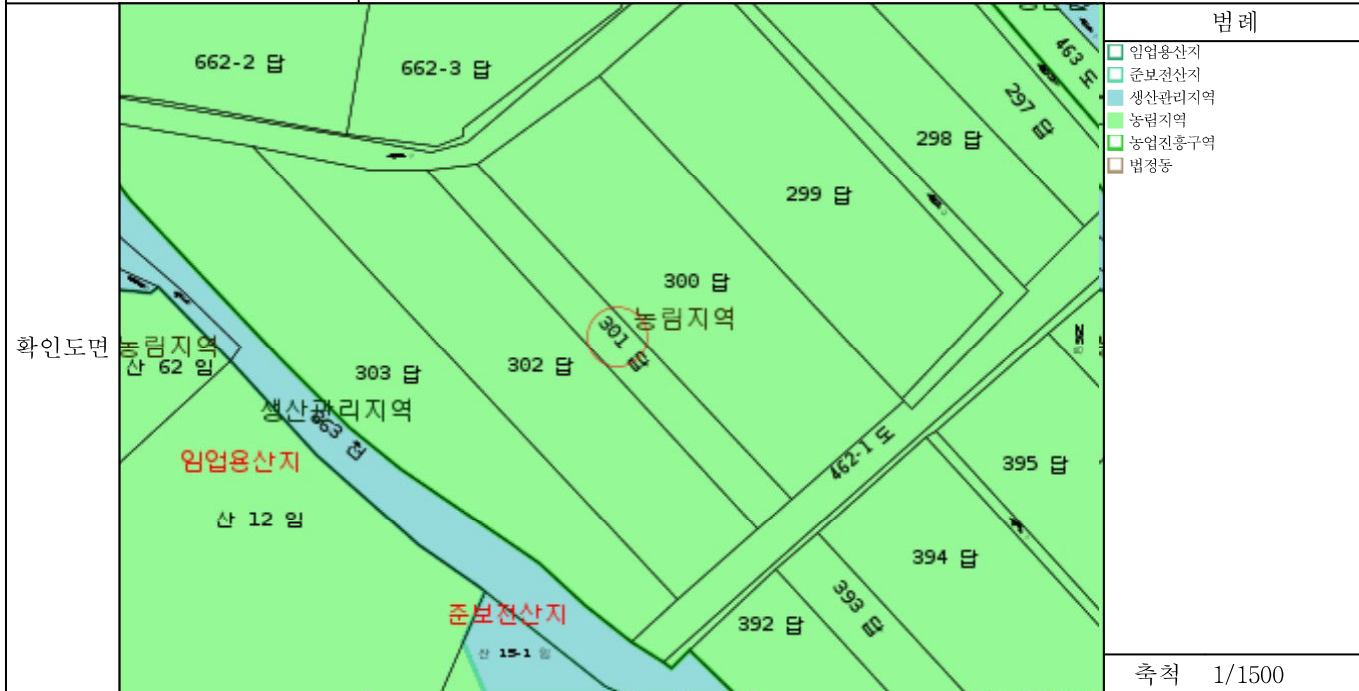 확인도면
662-2 답
662-3 답
463 도
297 답
298 답
299 답
300 답
농림지역
301 답
302 답
303 답
농림지역
산 62 임
생산관리지역
663 천
임업용산지
산 12 임
462-1 도
395 답
394 답
393 답
392 답
준보전산지
산 15-1 임
범례
임업용산지
준보전산지
생산관리지역
농림지역
농업진흥구역
법정동
축척 1/1500